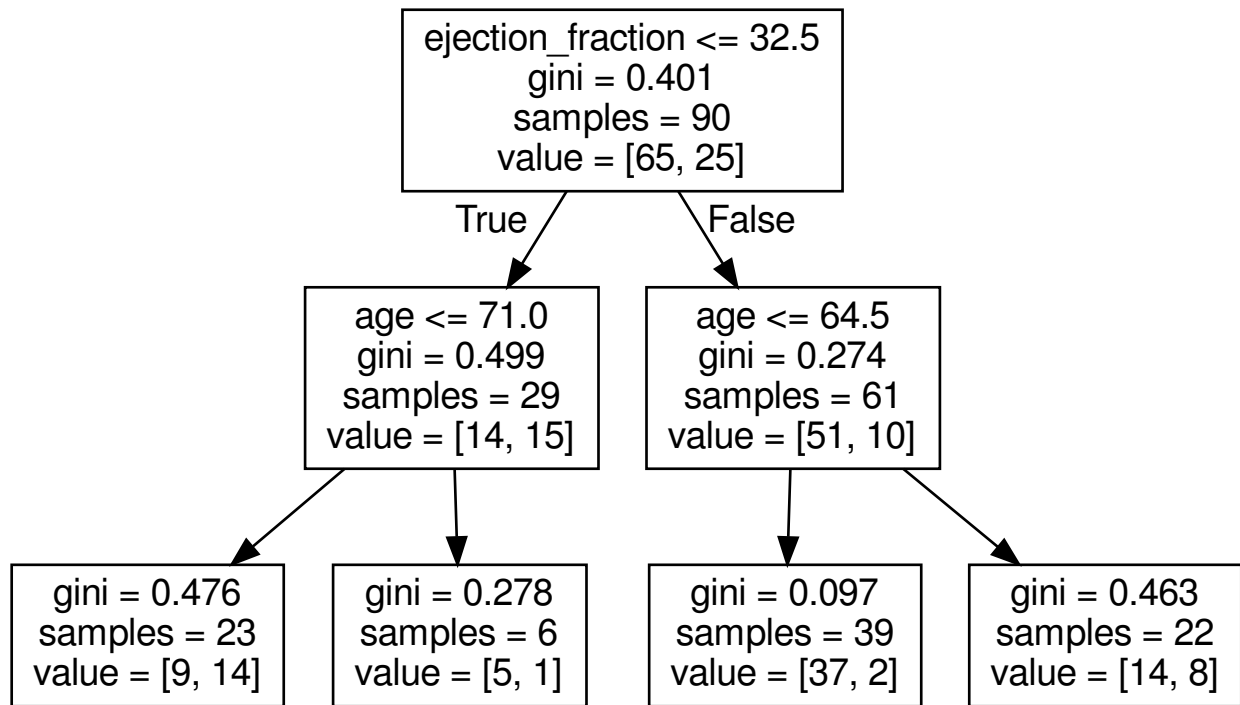 ejection_fraction <= 32.5
gini = 0.401
samples = 90
value = [65, 25]
True
False
age <= 71.0
gini = 0.499
samples = 29
value = [14, 15]
age <= 64.5
gini = 0.274
samples = 61
value = [51, 10]
gini = 0.476
samples = 23
value = [9, 14]
gini = 0.278
samples = 6
value = [5, 1]
gini = 0.097
samples = 39
value = [37, 2]
gini = 0.463
samples = 22
value = [14, 8]